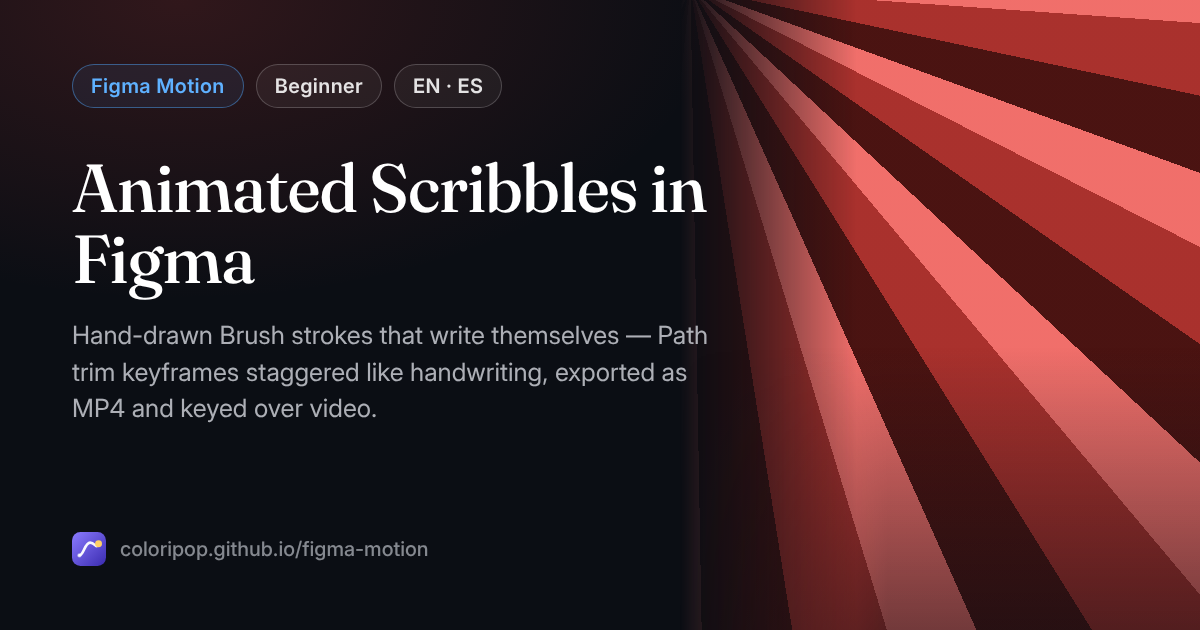 Figma Motion
Beginner
EN · ES
Animated Scribbles in
Figma
Hand-drawn Brush strokes that write themselves — Path
trim keyframes staggered like handwriting, exported as
MP4 and keyed over video.
coloripop.github.io/figma-motion